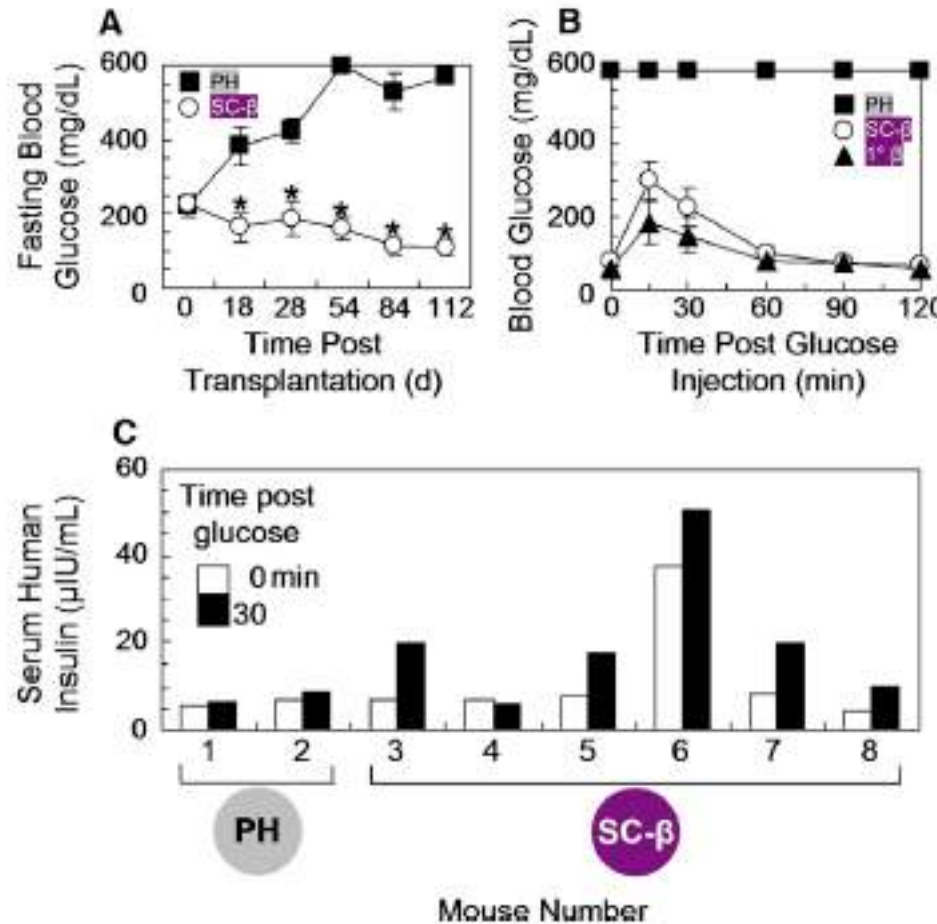 A
Fasting Blood
Glucose (mg/dL)
600
400
200
0
PH
SC-β
* * * * *
0 18 28 54 84 112
Time Post
Transplantation (d)
B
Blood Glucose (mg/dL)
600
400
200
0
PH
SC-β
1° β
0 30 60 90 120
Time Post Glucose
Injection (min)
C
Serum Human
Insulin (μIU/mL)
60
40
20
0
Time post
glucose
0 min
30
1 2 3 4 5 6 7 8
PH SC-β
Mouse Number